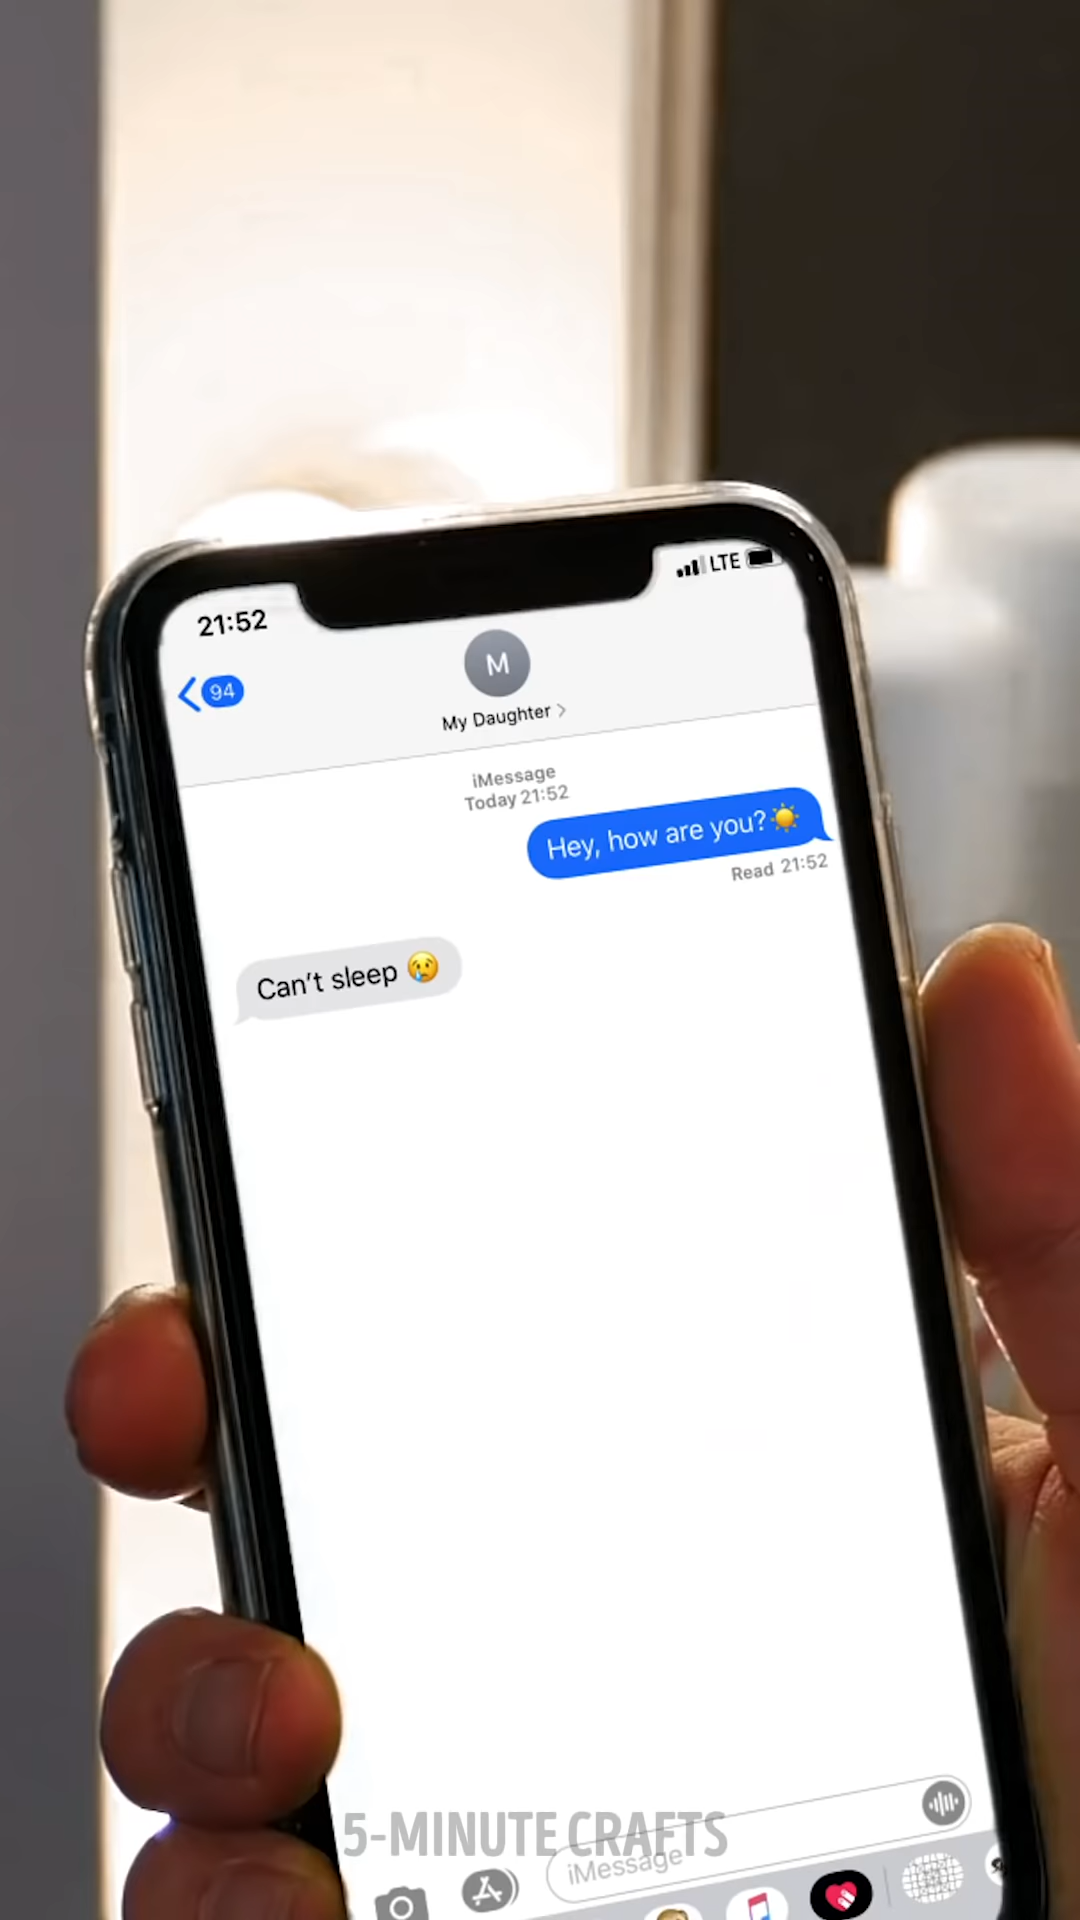 21:52
LTE
94
M
My Daughter
iMessage
Today 21:52
Hey, how are you?☀️
Read 21:52
Can't sleep 😢
iMessage
5-MINUTE CRAFTS